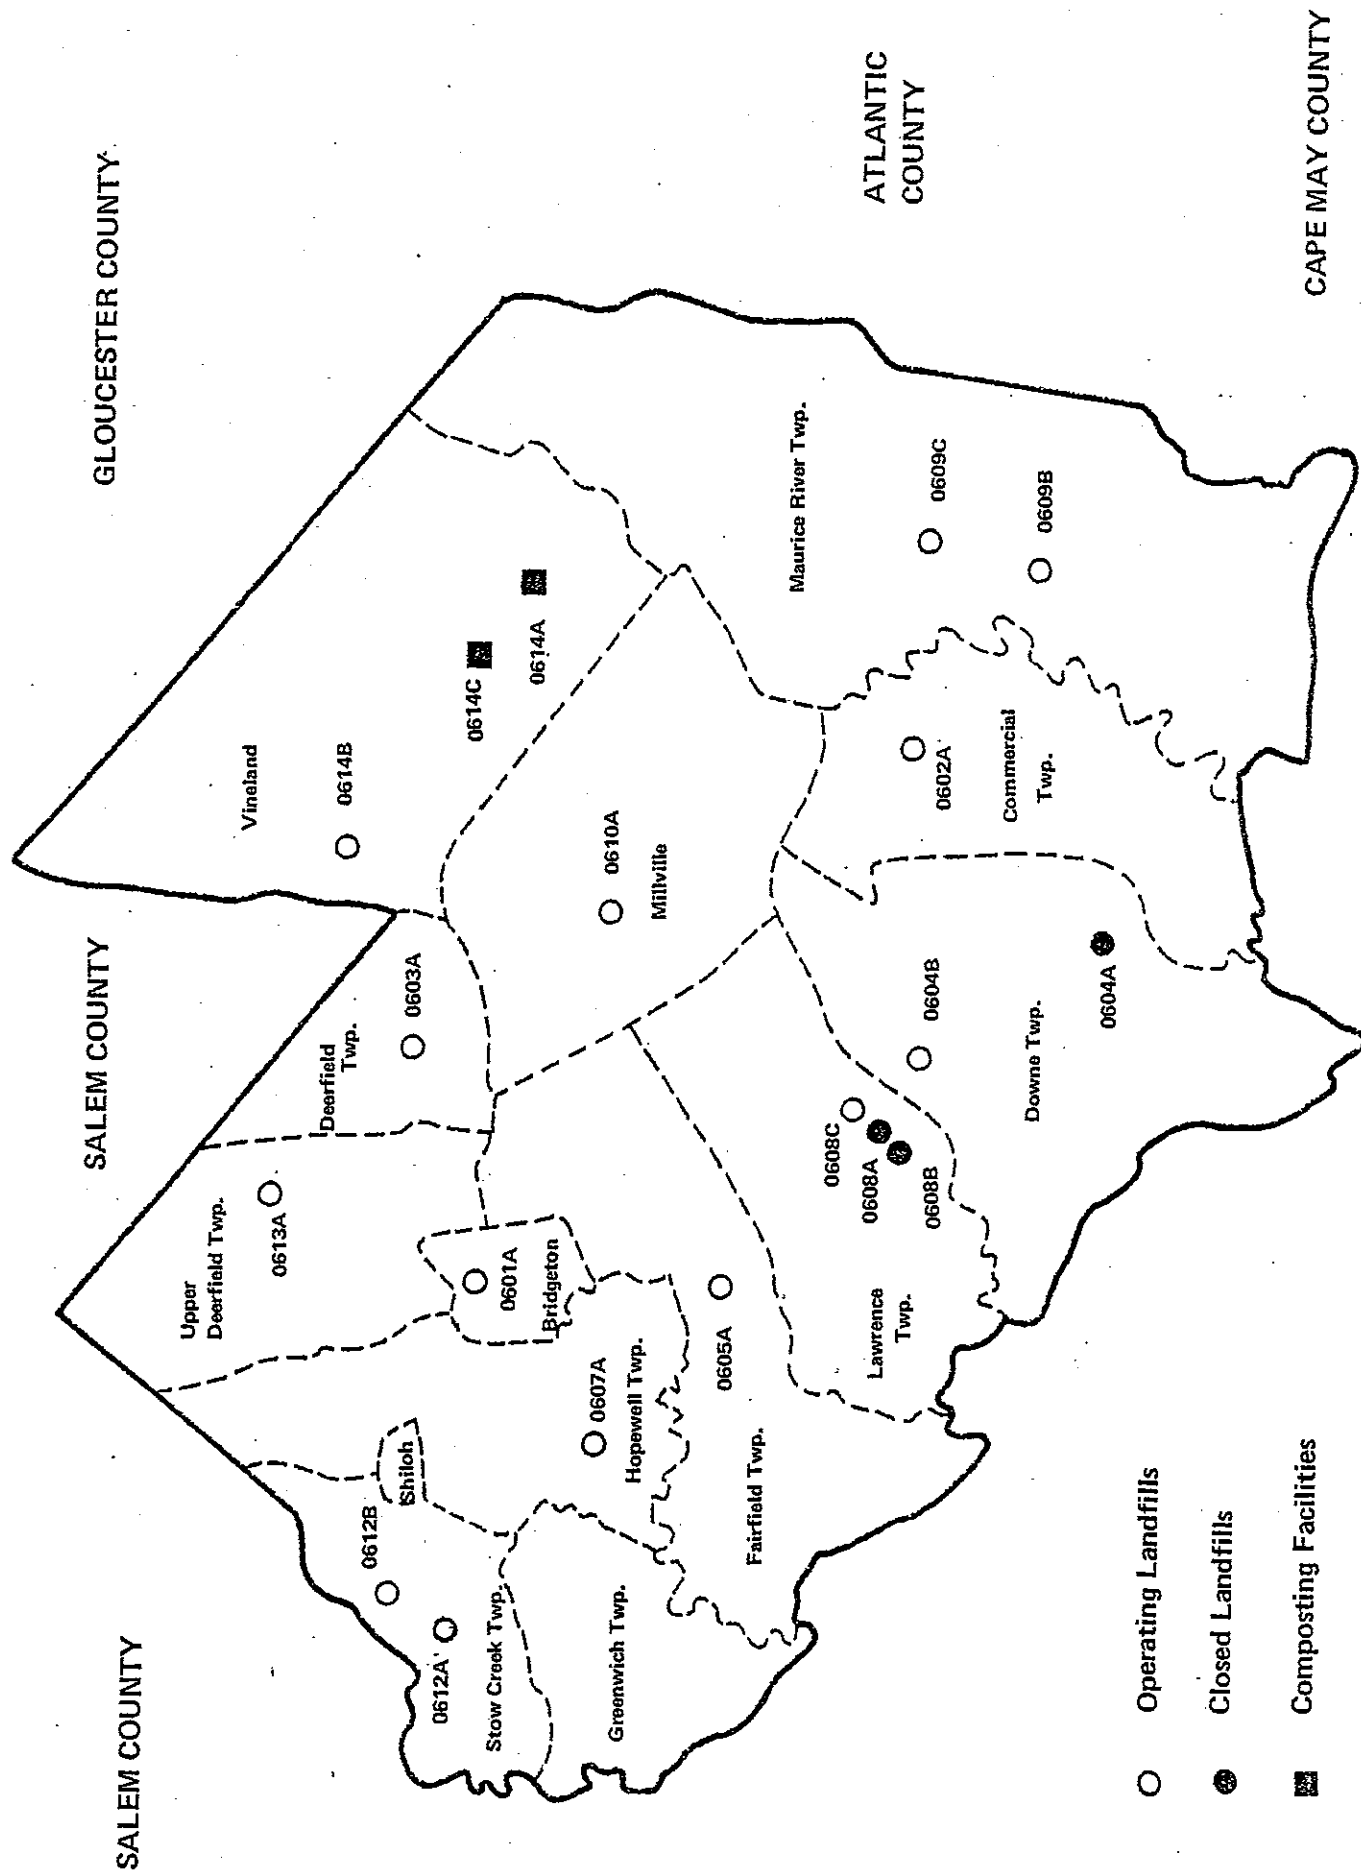 SALEM COUNTY
SALEM COUNTY
GLOUCESTER COUNTY
ATLANTIC
COUNTY
CAPE MAY COUNTY
Upper
Deerfield Twp.
0613A
Deerfield
Twp.
0603A
Vineland
0614B
0614C
0614A
Shiloh
0612B
0612A
Stow Creek Twp.
Greenwich Twp.
0601A
Bridgeton
0607A
Hopewell Twp.
0605A
Fairfield Twp.
0610A
Millville
Maurice River Twp.
0609C
0609B
0602A
Commercial
Twp.
0604B
Downe Twp.
0604A
0608C
0608A
0608B
Lawrence
Twp.
Operating Landfills
Closed Landfills
Composting Facilities